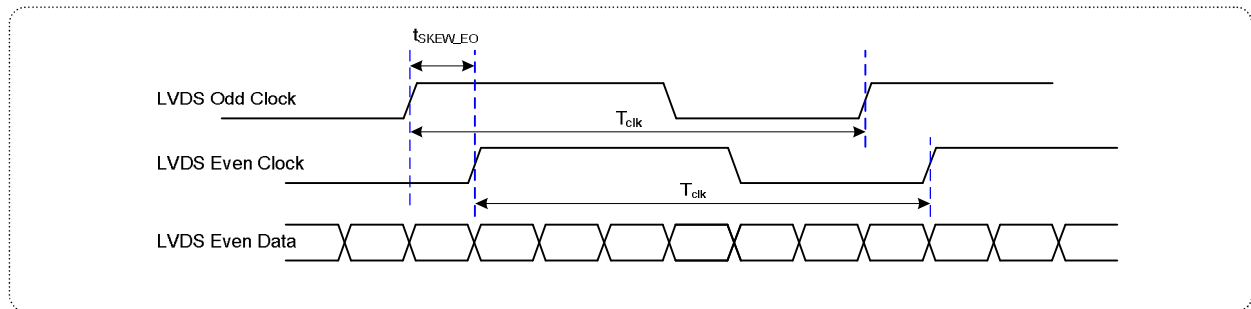 tSKEW_EO
LVDS Odd Clock
Tclk
LVDS Even Clock
Tclk
LVDS Even Data